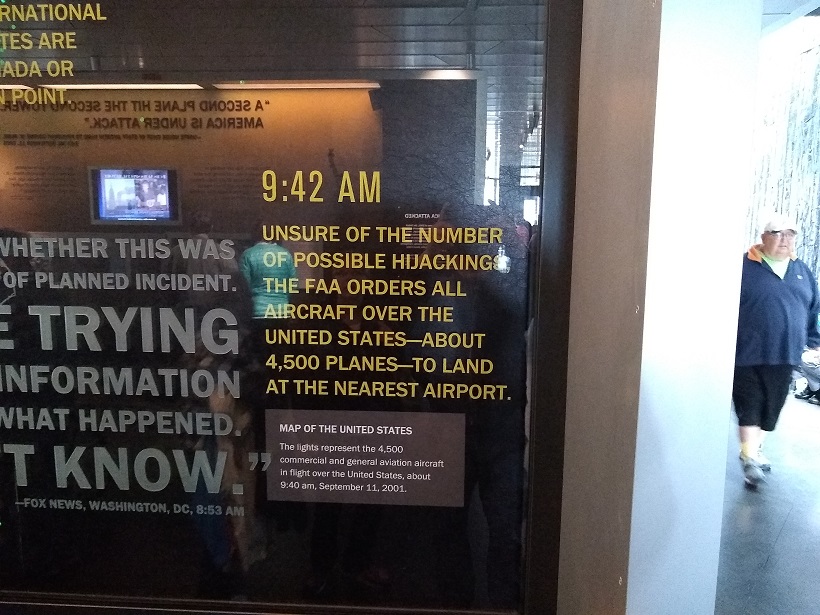 RNATIONAL
TES ARE
ADA OR
N POINT.
"A SECOND PLANE HIT THE SECOND TOWER.
AMERICA IS UNDER ATTACK."
9:42 AM
UNSURE OF THE NUMBER
OF POSSIBLE HIJACKINGS
THE FAA ORDERS ALL
AIRCRAFT OVER THE
UNITED STATES—ABOUT
4,500 PLANES—TO LAND
AT THE NEAREST AIRPORT.
WHETHER THIS WAS
OF PLANNED INCIDENT.
E TRYING
INFORMATION
WHAT HAPPENED.
'T KNOW."
—FOX NEWS, WASHINGTON, DC, 8:53 AM
MAP OF THE UNITED STATES
The lights represent the 4,500
commercial and general aviation aircraft
in flight over the United States, about
9:40 am, September 11, 2001.